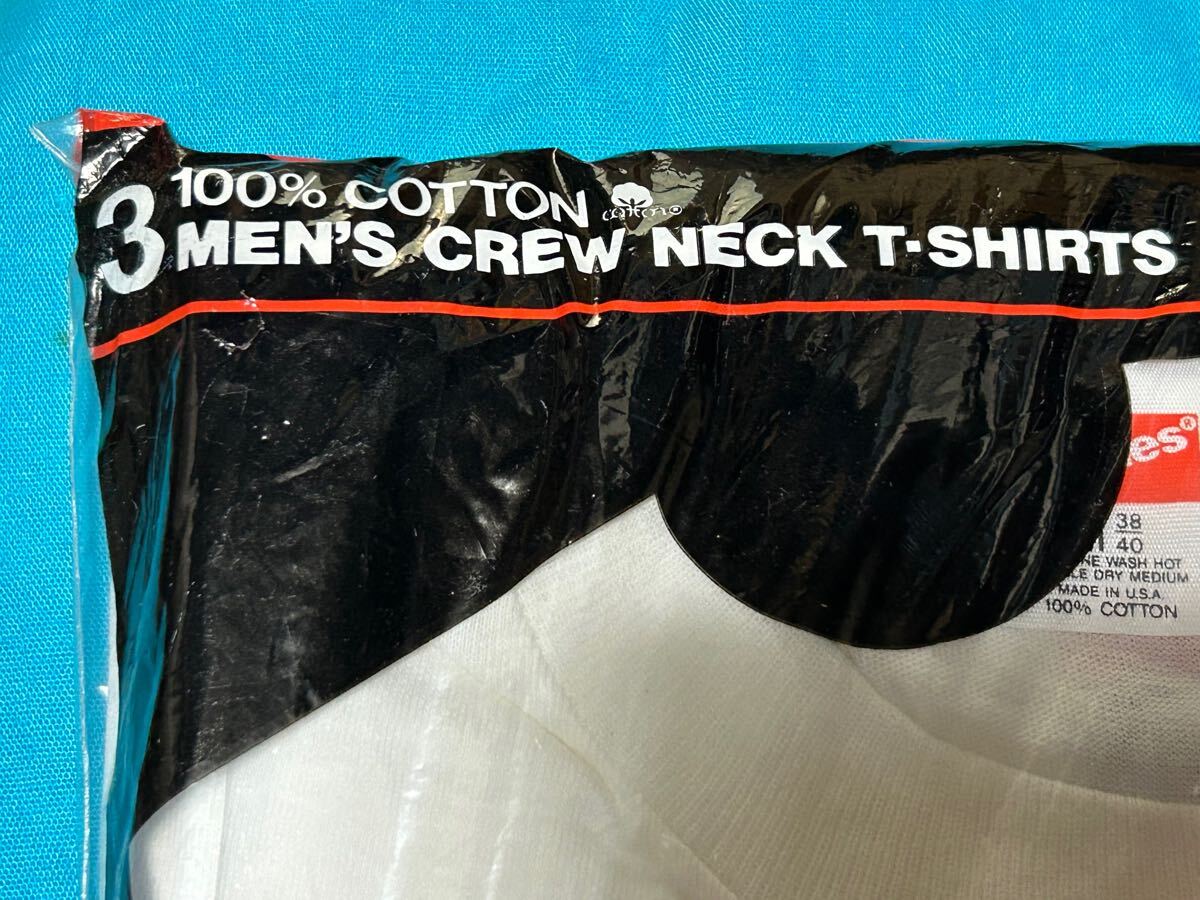 3
100% COTTON cotton®
MEN'S CREW NECK T-SHIRTS
38
40
WASH HOT
DRY MEDIUM
MADE IN U.S.A.
100% COTTON